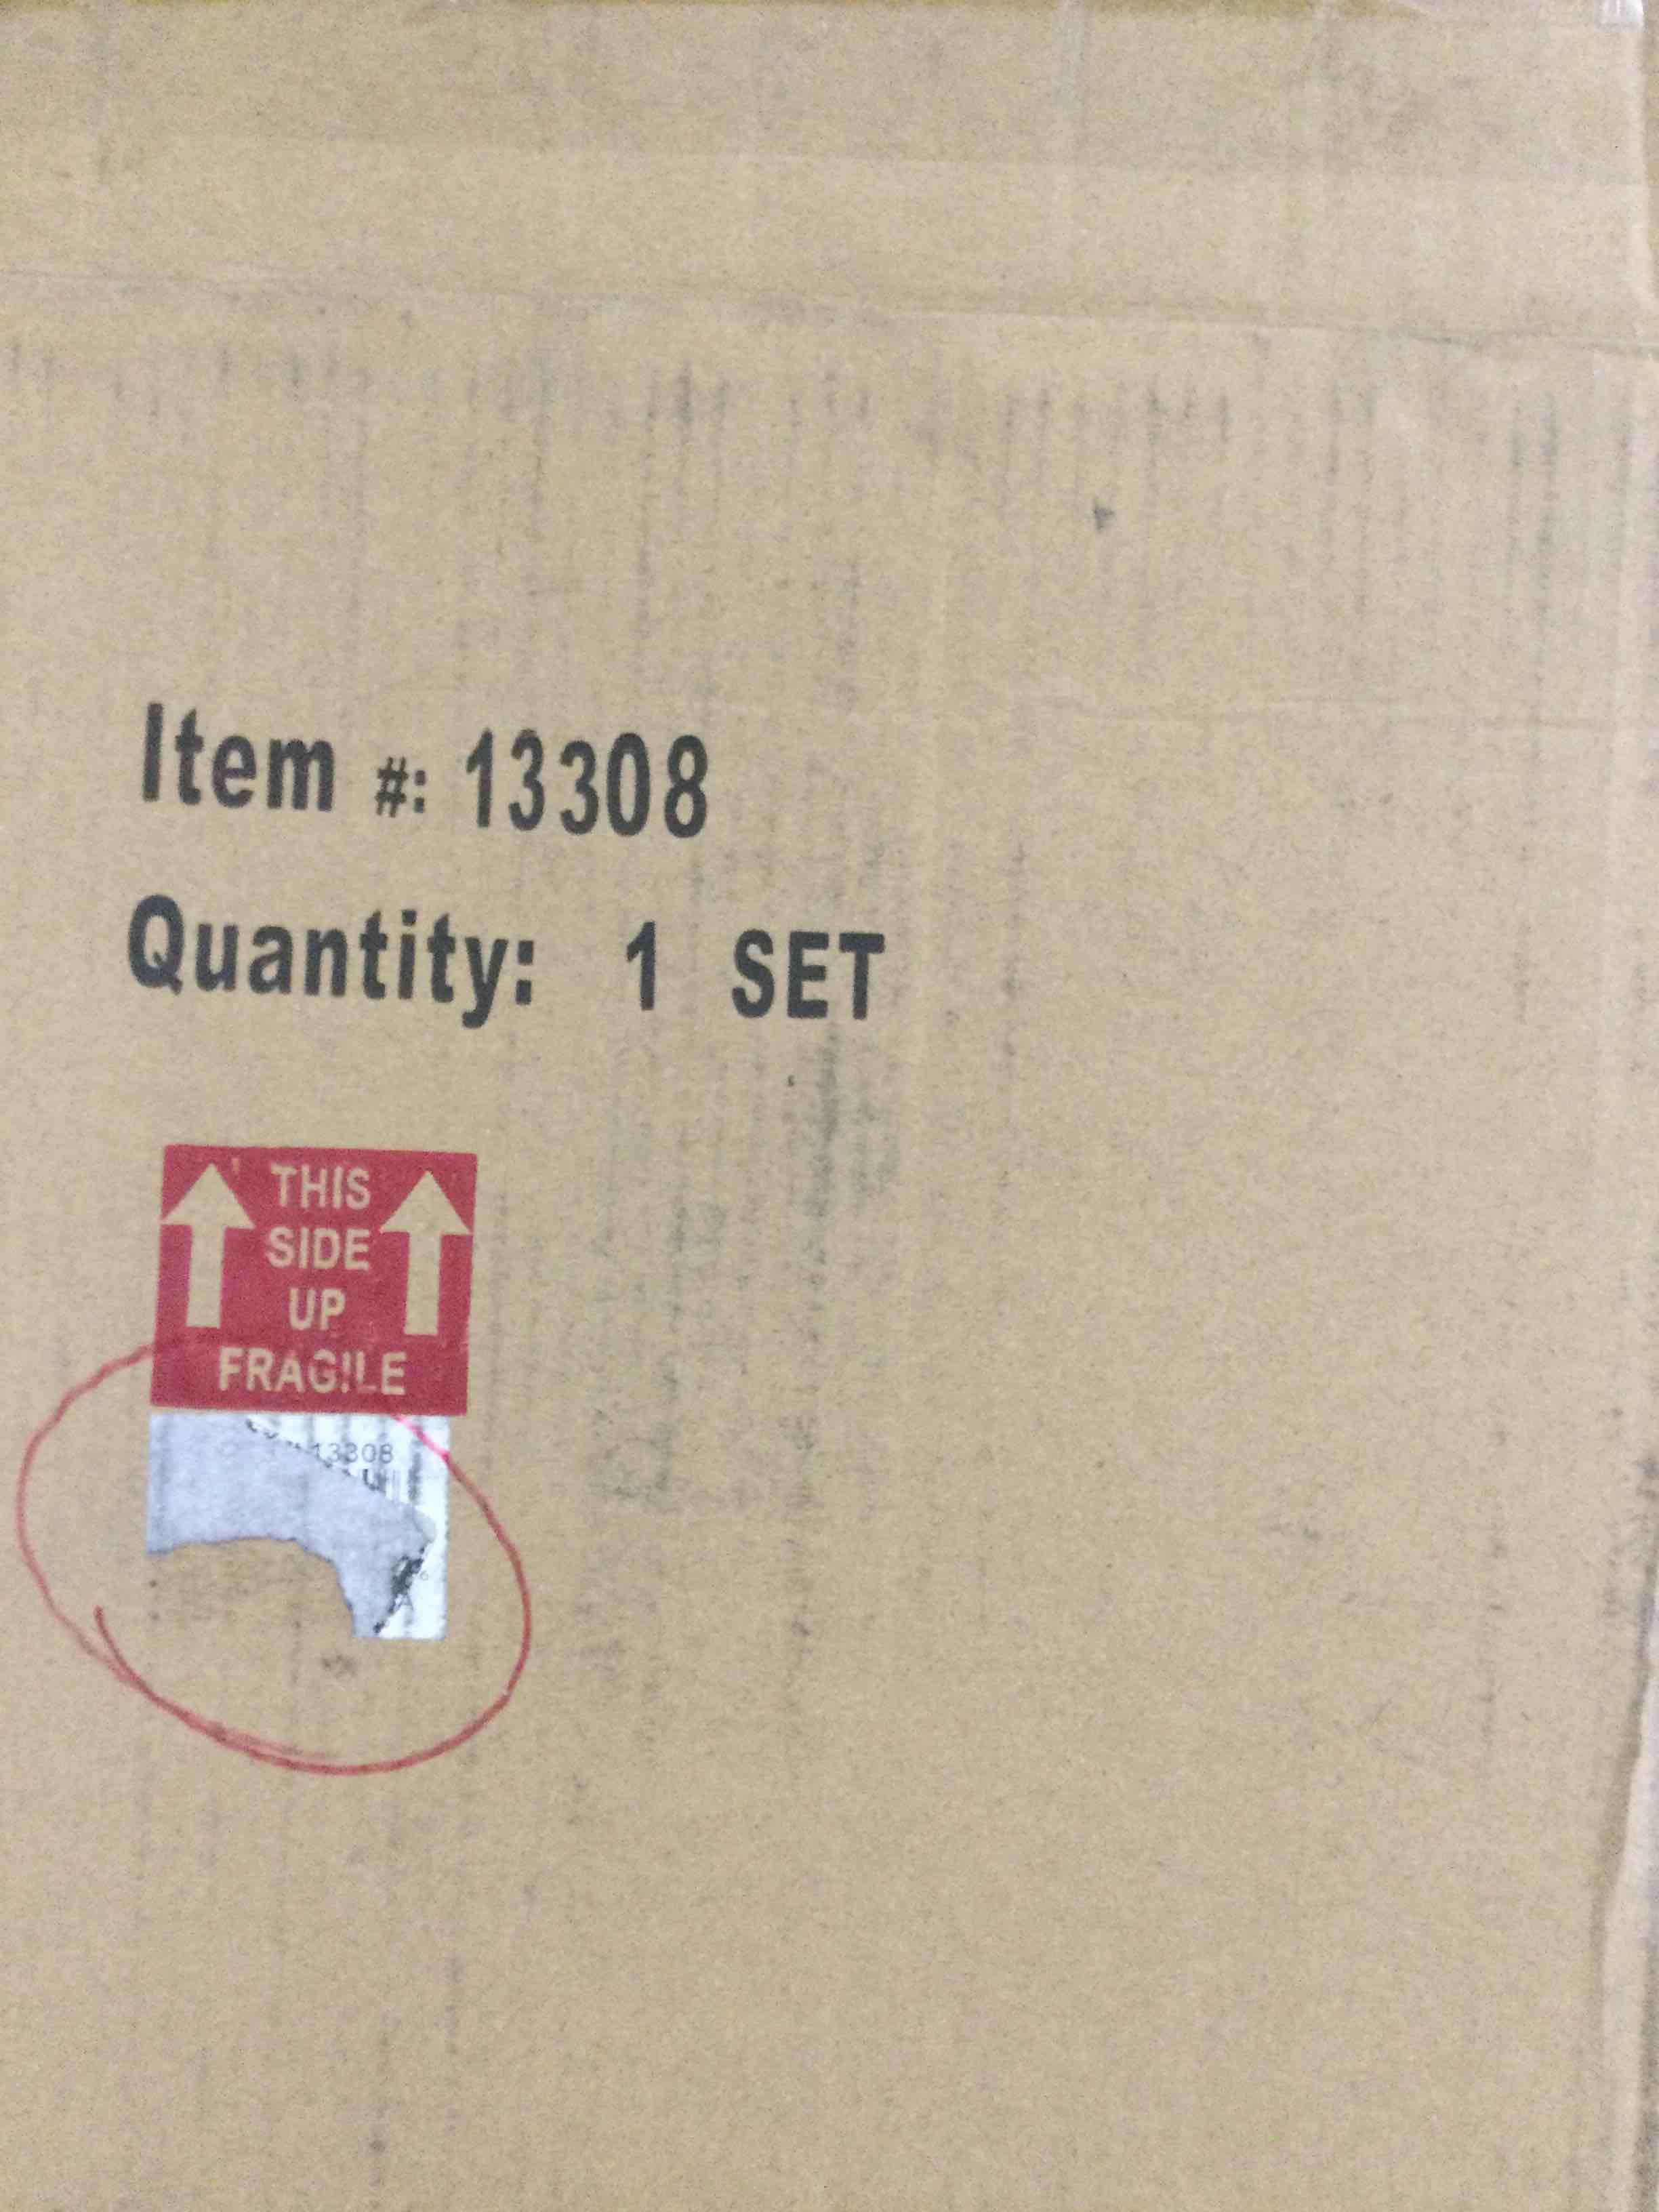 Item #: 13308
Quantity: 1 SET
THIS
SIDE
UP
FRAGILE
13308